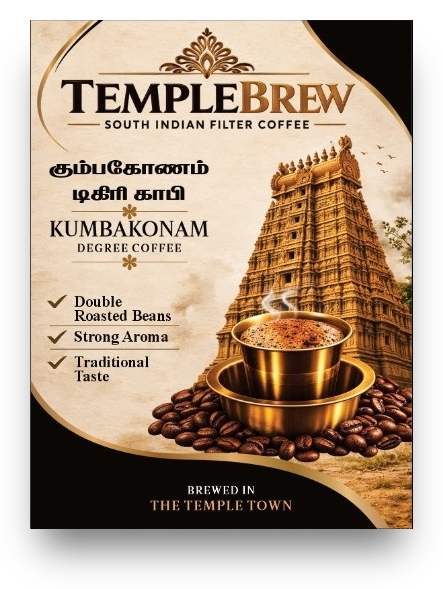 TEMPLEBREW
SOUTH INDIAN FILTER COFFEE
கும்பகோணம்
டிகிரி காபி
KUMBAKONAM
DEGREE COFFEE
Double
Roasted Beans
Strong Aroma
Traditional
Taste
BREWED IN
THE TEMPLE TOWN